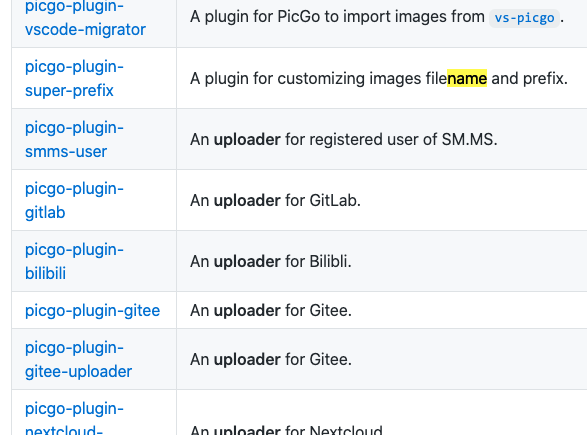 picgo-plugin-
vscode-migrator
A plugin for PicGo to import images from vs-picgo .
picgo-plugin-
super-prefix
A plugin for customizing images filename and prefix.
picgo-plugin-
smms-user
An uploader for registered user of SM.MS.
picgo-plugin-
gitlab
An uploader for GitLab.
picgo-plugin-
bilibili
An uploader for Bilibli.
picgo-plugin-gitee
An uploader for Gitee.
picgo-plugin-
gitee-uploader
An uploader for Gitee.
picgo-plugin-
nextcloud-
An uploader for Nextcloud